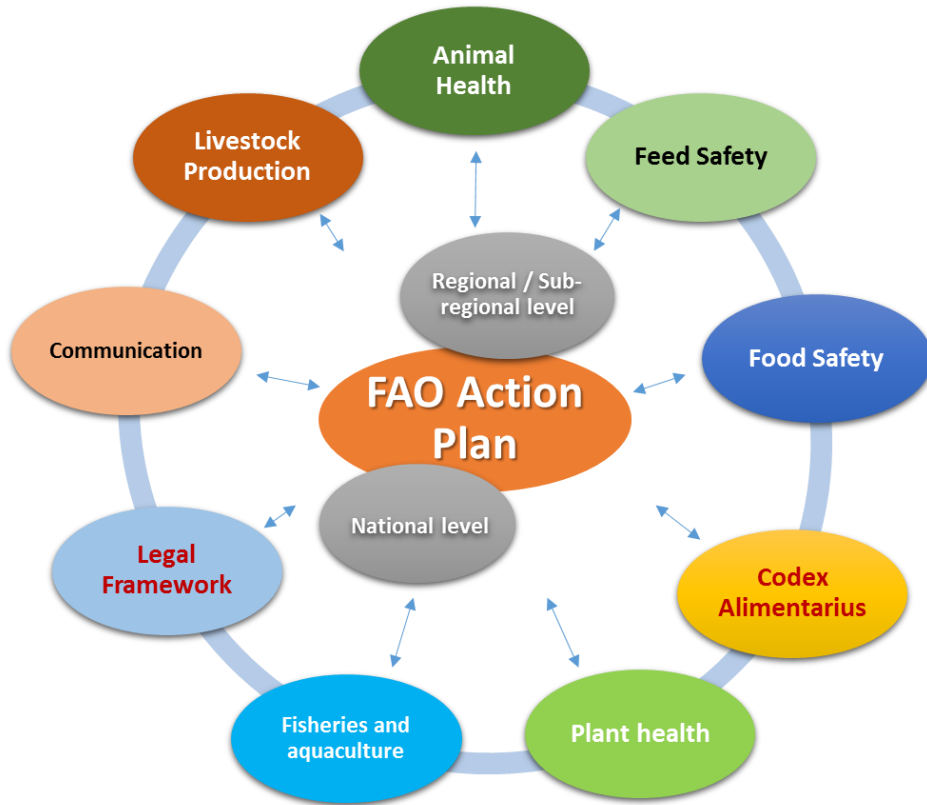 Animal
Health
Livestock
Production
Feed Safety
Regional / Sub-
regional level
Communication
Food Safety
FAO Action
Plan
National level
Legal
Framework
Codex
Alimentarius
Fisheries and
aquaculture
Plant health